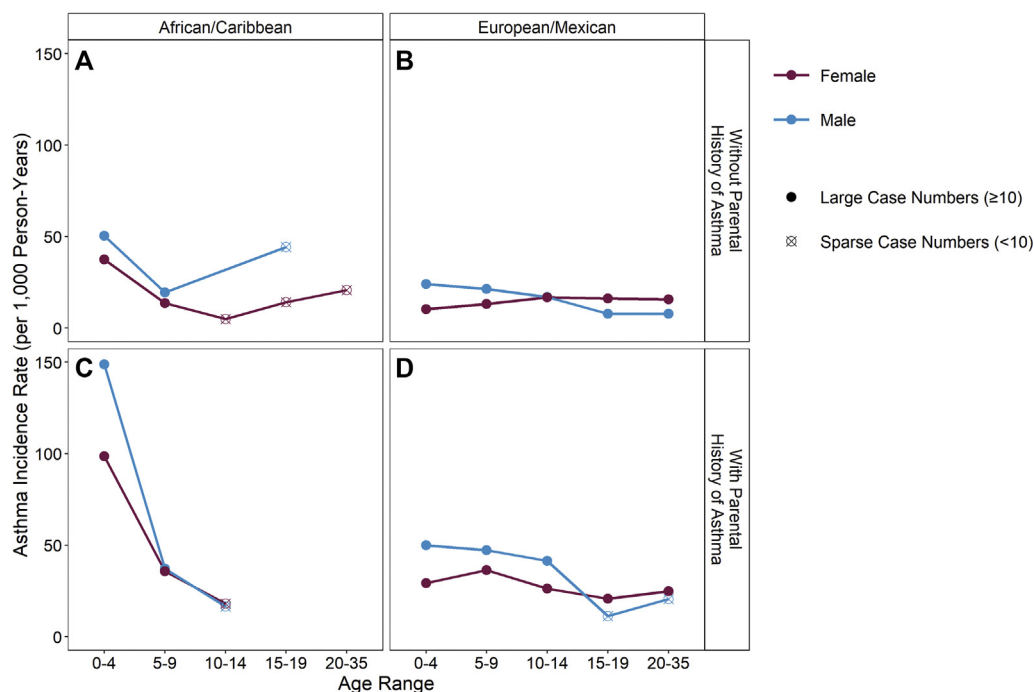 African/Caribbean
European/Mexican
A
B
C
D
150
100
50
0
150
100
50
0
Asthma Incidence Rate (per 1,000 Person-Years)
Without Parental
History of Asthma
With Parental
History of Asthma
0-4
5-9
10-14
15-19
20-35
0-4
5-9
10-14
15-19
20-35
Age Range
Female
Male
Large Case Numbers (≥10)
Sparse Case Numbers (<10)